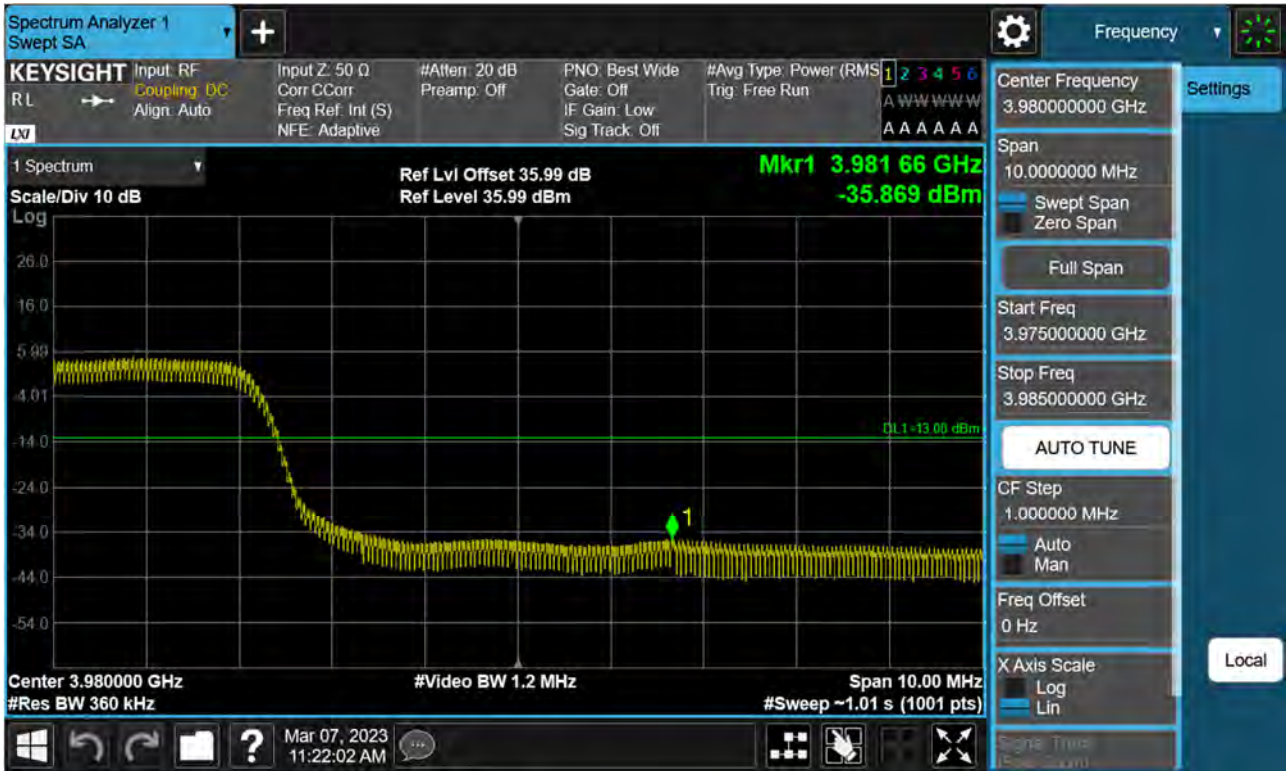 Spectrum Analyzer 1
Swept SA
+
Frequency
KEYSIGHT
RL
LXI
Input: RF
Coupling: DC
Align: Auto
Input Z: 50 Ω
Corr CCorr
Freq Ref: Int (S)
NFE: Adaptive
#Atten: 20 dB
Preamp: Off
PNO: Best Wide
Gate: Off
IF Gain: Low
Sig Track: Off
#Avg Type: Power (RMS
Trig: Free Run
1 2 3 4 5 6
A W W W W W
A A A A A A
1 Spectrum
Scale/Div 10 dB
Log
Ref Lvl Offset 35.99 dB
Ref Level 35.99 dBm
Mkr1 3.981 66 GHz
-35.869 dBm
26.0
16.0
5.99
-4.01
-14.0
-24.0
-34.0
-44.0
-54.0
DL1 -13.00 dBm
1
Center 3.980000 GHz
#Res BW 360 kHz
#Video BW 1.2 MHz
Span 10.00 MHz
#Sweep ~1.01 s (1001 pts)
Center Frequency
3.980000000 GHz
Span
10.0000000 MHz
Swept Span
Zero Span
Full Span
Start Freq
3.975000000 GHz
Stop Freq
3.985000000 GHz
AUTO TUNE
CF Step
1.000000 MHz
Auto
Man
Freq Offset
0 Hz
X Axis Scale
Log
Lin
Settings
Local
?
Mar 07, 2023
11:22:02 AM